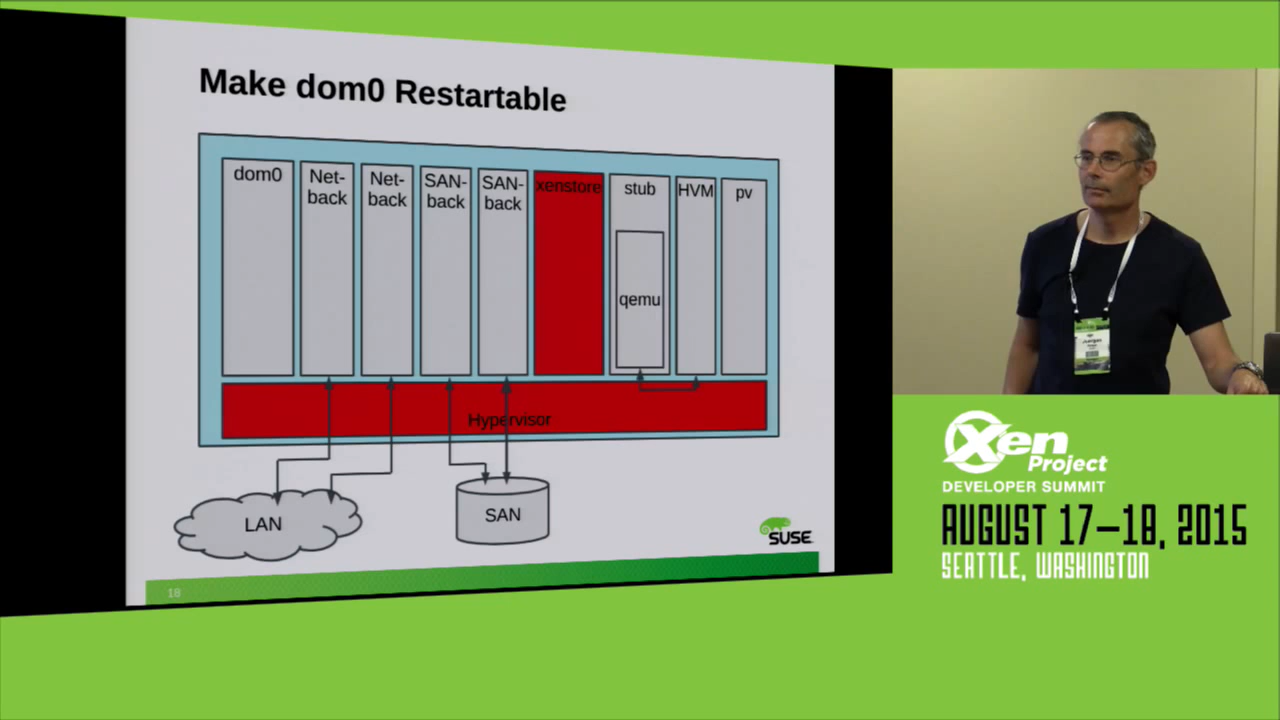 Make dom0 Restartable
dom0
Net-
back
Net-
back
SAN-
back
SAN-
back
xenstore
stub
qemu
HVM
pv
Hypervisor
LAN
SAN
SUSE
18
Juergen
Xen
Project
DEVELOPER SUMMIT
AUGUST 17–18, 2015
SEATTLE, WASHINGTON